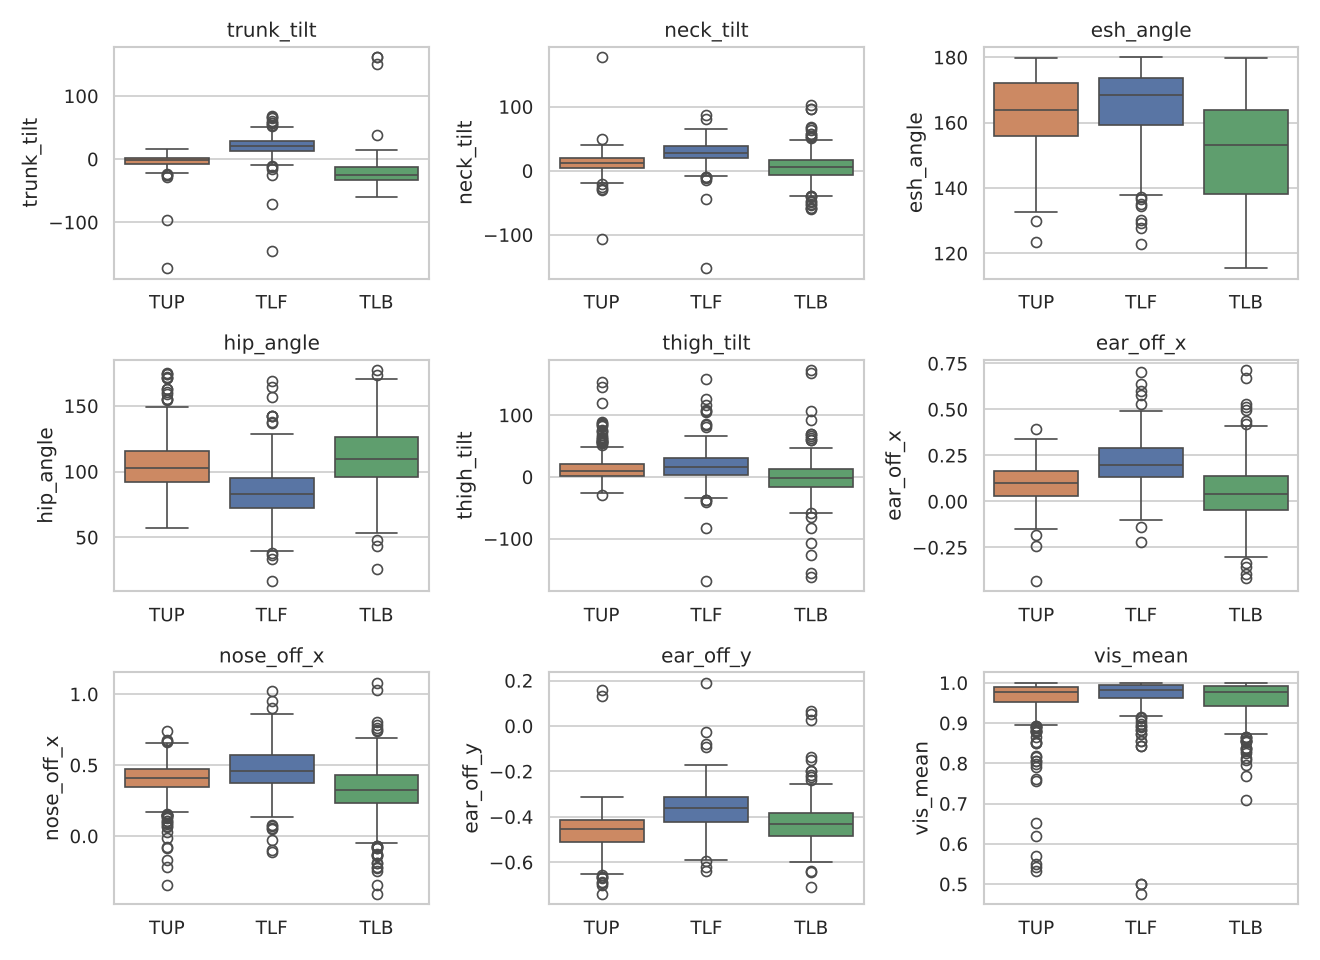 trunk_tilt
neck_tilt
esh_angle
trunk_tilt
100
0
−100
TUP TLF TLB
neck_tilt
100
0
−100
TUP TLF TLB
esh_angle
180
160
140
120
TUP TLF TLB
hip_angle
thigh_tilt
ear_off_x
hip_angle
150
100
50
TUP TLF TLB
thigh_tilt
100
0
−100
TUP TLF TLB
ear_off_x
0.75
0.50
0.25
0.00
−0.25
TUP TLF TLB
nose_off_x
ear_off_y
vis_mean
nose_off_x
1.0
0.5
0.0
TUP TLF TLB
ear_off_y
0.2
0.0
−0.2
−0.4
−0.6
TUP TLF TLB
vis_mean
1.0
0.9
0.8
0.7
0.6
0.5
TUP TLF TLB